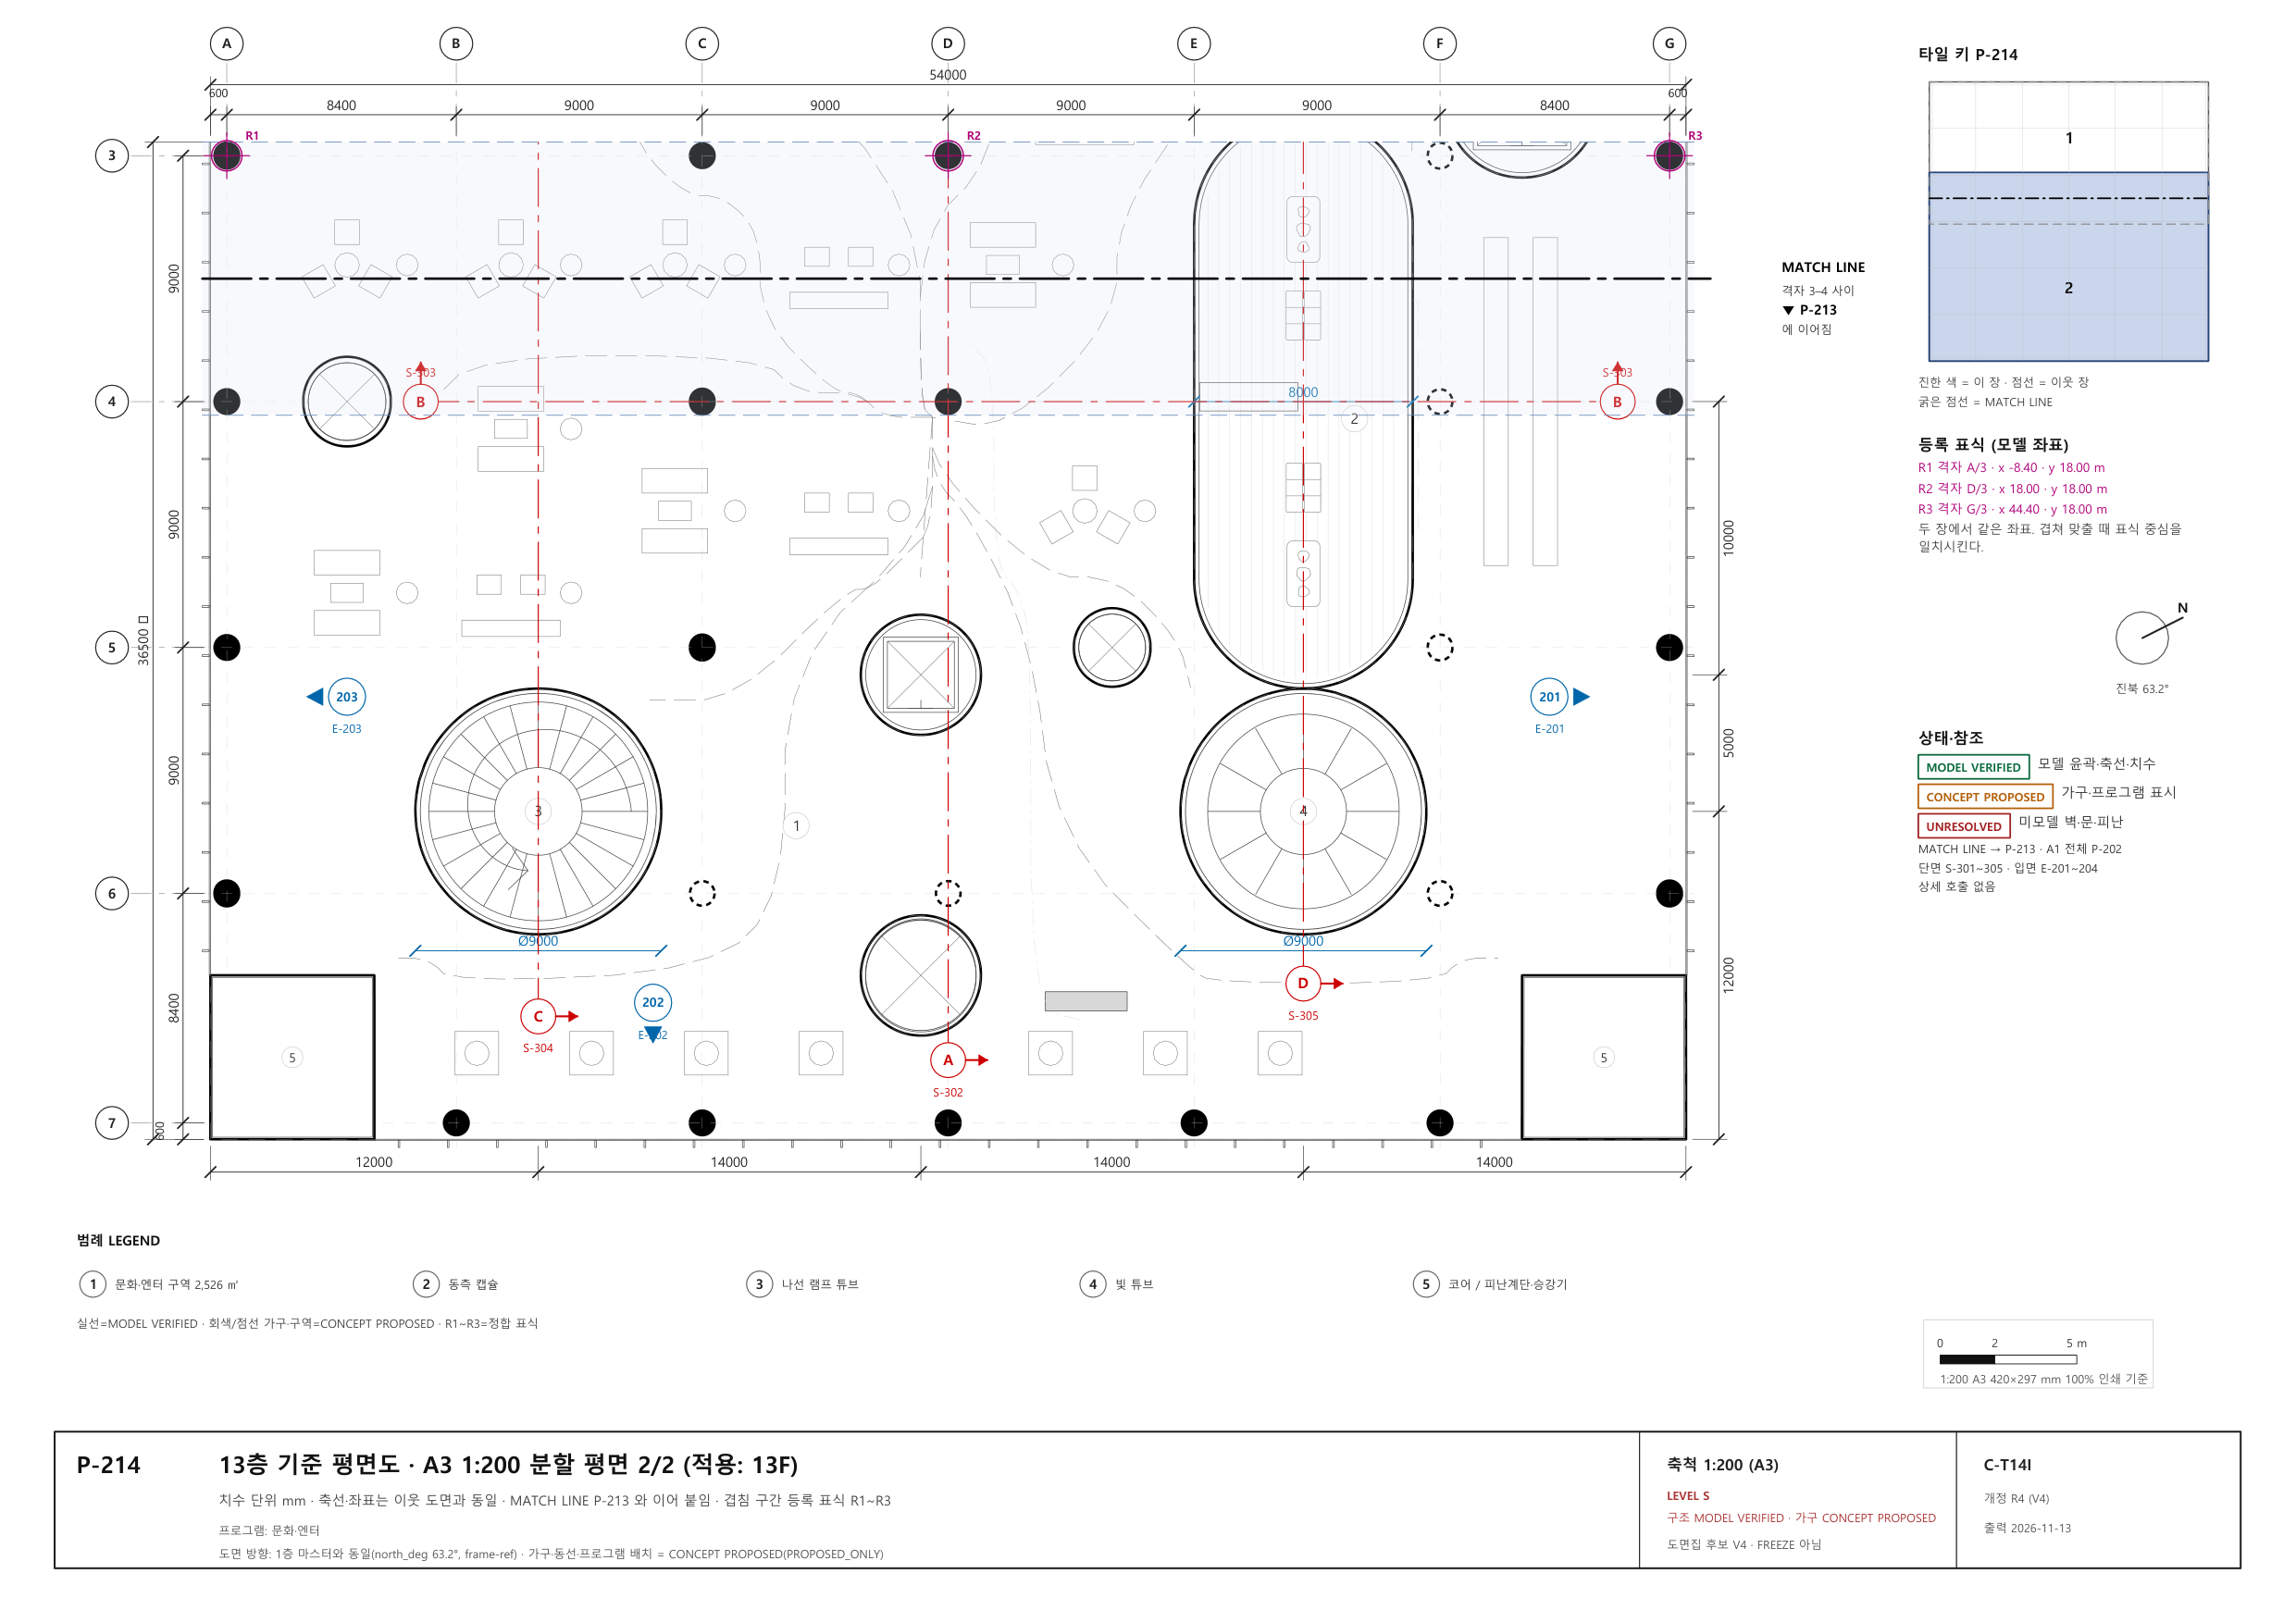 A
B
C
D
E
F
G
54000
600
8400
9000
9000
9000
9000
8400
600
R1
R2
R3
3
4
5
6
7
9000
9000
9000
8400
600
36500
10000
5000
12000
S-303
B
S-303
B
8000
2
203
E-203
201
E-201
3
1
4
Ø9000
Ø9000
C
S-304
202
D
S-305
A
S-302
5
5
12000
14000
14000
14000
MATCH LINE
격자 3–4 사이
▼ P-213
에 이어짐
타일 키 P-214
1
2
진한 색 = 이 장 · 점선 = 이웃 장
굵은 점선 = MATCH LINE
등록 표식 (모델 좌표)
R1 격자 A/3 · x -8.40 · y 18.00 m
R2 격자 D/3 · x 18.00 · y 18.00 m
R3 격자 G/3 · x 44.40 · y 18.00 m
두 장에서 같은 좌표. 겹쳐 맞출 때 표식 중심을
일치시킨다.
N
진북 63.2°
상태·참조
MODEL VERIFIED 모델 윤곽·축선·치수
CONCEPT PROPOSED 가구·프로그램 표시
UNRESOLVED 미모델 벽·문·피난
MATCH LINE → P-213 · A1 전체 P-202
단면 S-301~305 · 입면 E-201~204
상세 호출 없음
범례 LEGEND
1 문화·엔터 구역 2,526 ㎡
2 동측 캡슐
3 나선 램프 튜브
4 빛 튜브
5 코어 / 피난계단·승강기
실선=MODEL VERIFIED · 회색/점선 가구·구역=CONCEPT PROPOSED · R1~R3=정합 표식
0 2 5 m
1:200 A3 420×297 mm 100% 인쇄 기준
P-214
13층 기준 평면도 · A3 1:200 분할 평면 2/2 (적용: 13F)
치수 단위 mm · 축선·좌표는 이웃 도면과 동일 · MATCH LINE P-213 와 이어 붙임 · 겹침 구간 등록 표식 R1~R3
프로그램: 문화·엔터
도면 방향: 1층 마스터와 동일(north_deg 63.2°, frame-ref) · 가구·동선·프로그램 배치 = CONCEPT PROPOSED(PROPOSED_ONLY)
축척 1:200 (A3)
LEVEL S
구조 MODEL VERIFIED · 가구 CONCEPT PROPOSED
도면집 후보 V4 · FREEZE 아님
C-T14I
개정 R4 (V4)
출력 2026-11-13